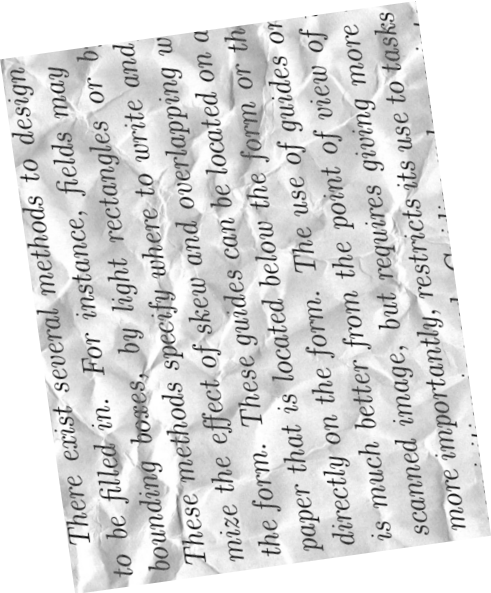 There exist several methods to design
to be filled in. For instance, fields may
bounding boxes, by light rectangles or
These methods specify where to write and
mize the effect of skew and overlapping
the form. These guides can be located on a
paper that is located below the form or
directly on the form. The use of guides
is much better from the point of view of
scanned image, but requires giving more
more importantly, restricts its use to tasks